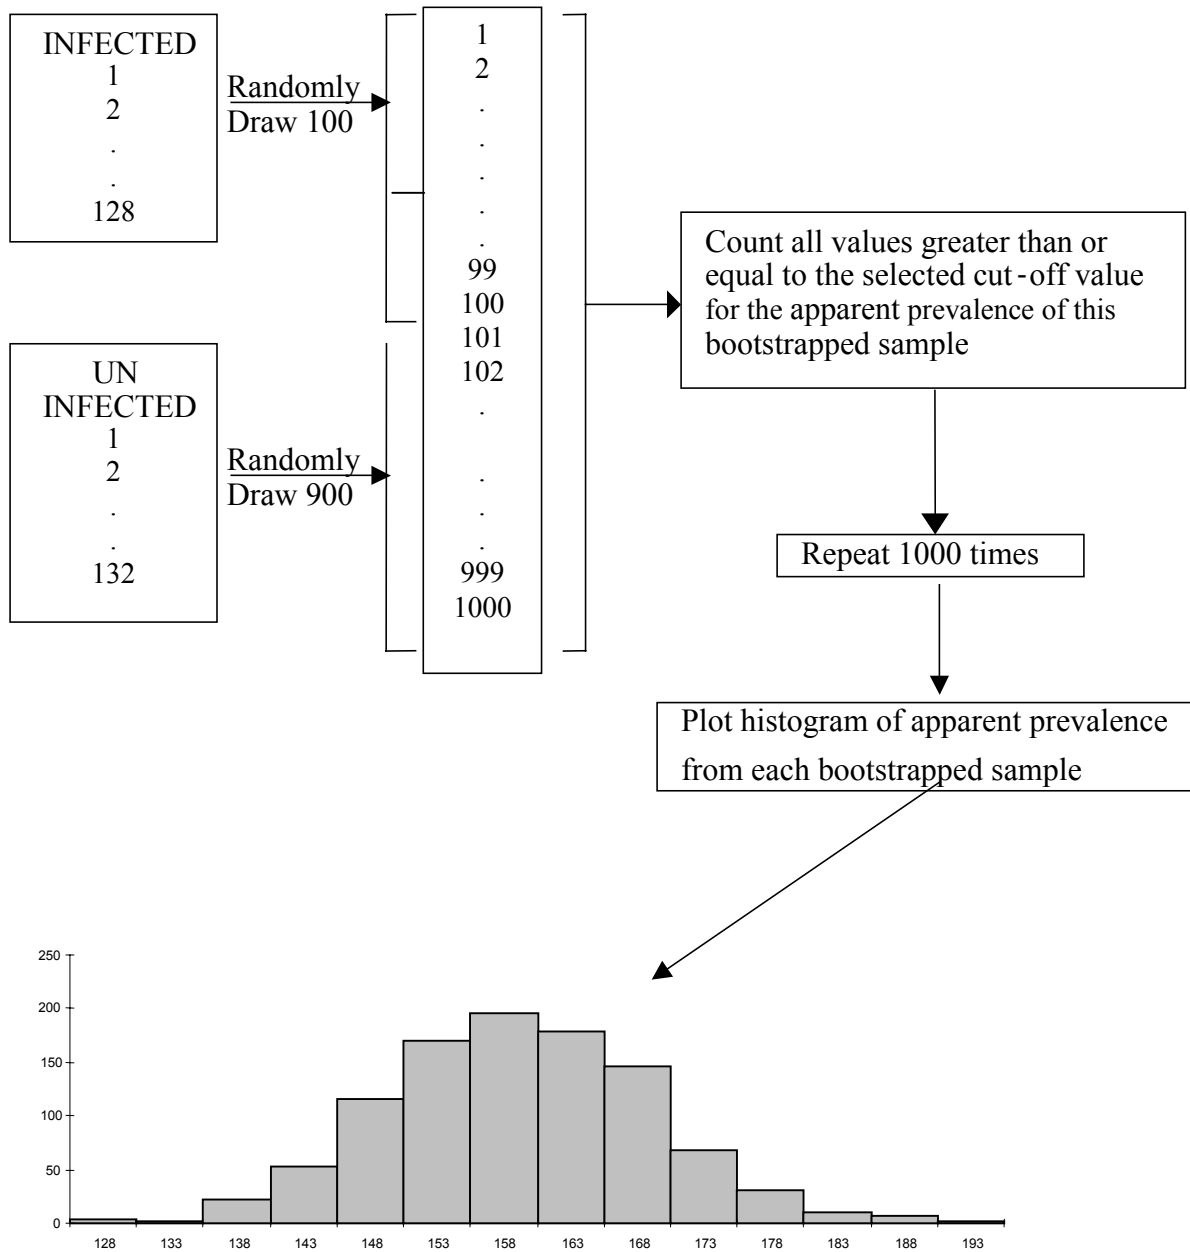 INFECTED
1
2
.
.
128
Randomly
Draw 100
UN
INFECTED
1
2
.
.
132
Randomly
Draw 900
1
2
.
.
.
.
.
99
100
101
102
.
.
.
.
999
1000
Count all values greater than or
equal to the selected cut-off value
for the apparent prevalence of this
bootstrapped sample
Repeat 1000 times
Plot histogram of apparent prevalence
from each bootstrapped sample
250
200
150
100
50
0
128 133 138 143 148 153 158 163 168 173 178 183 188 193